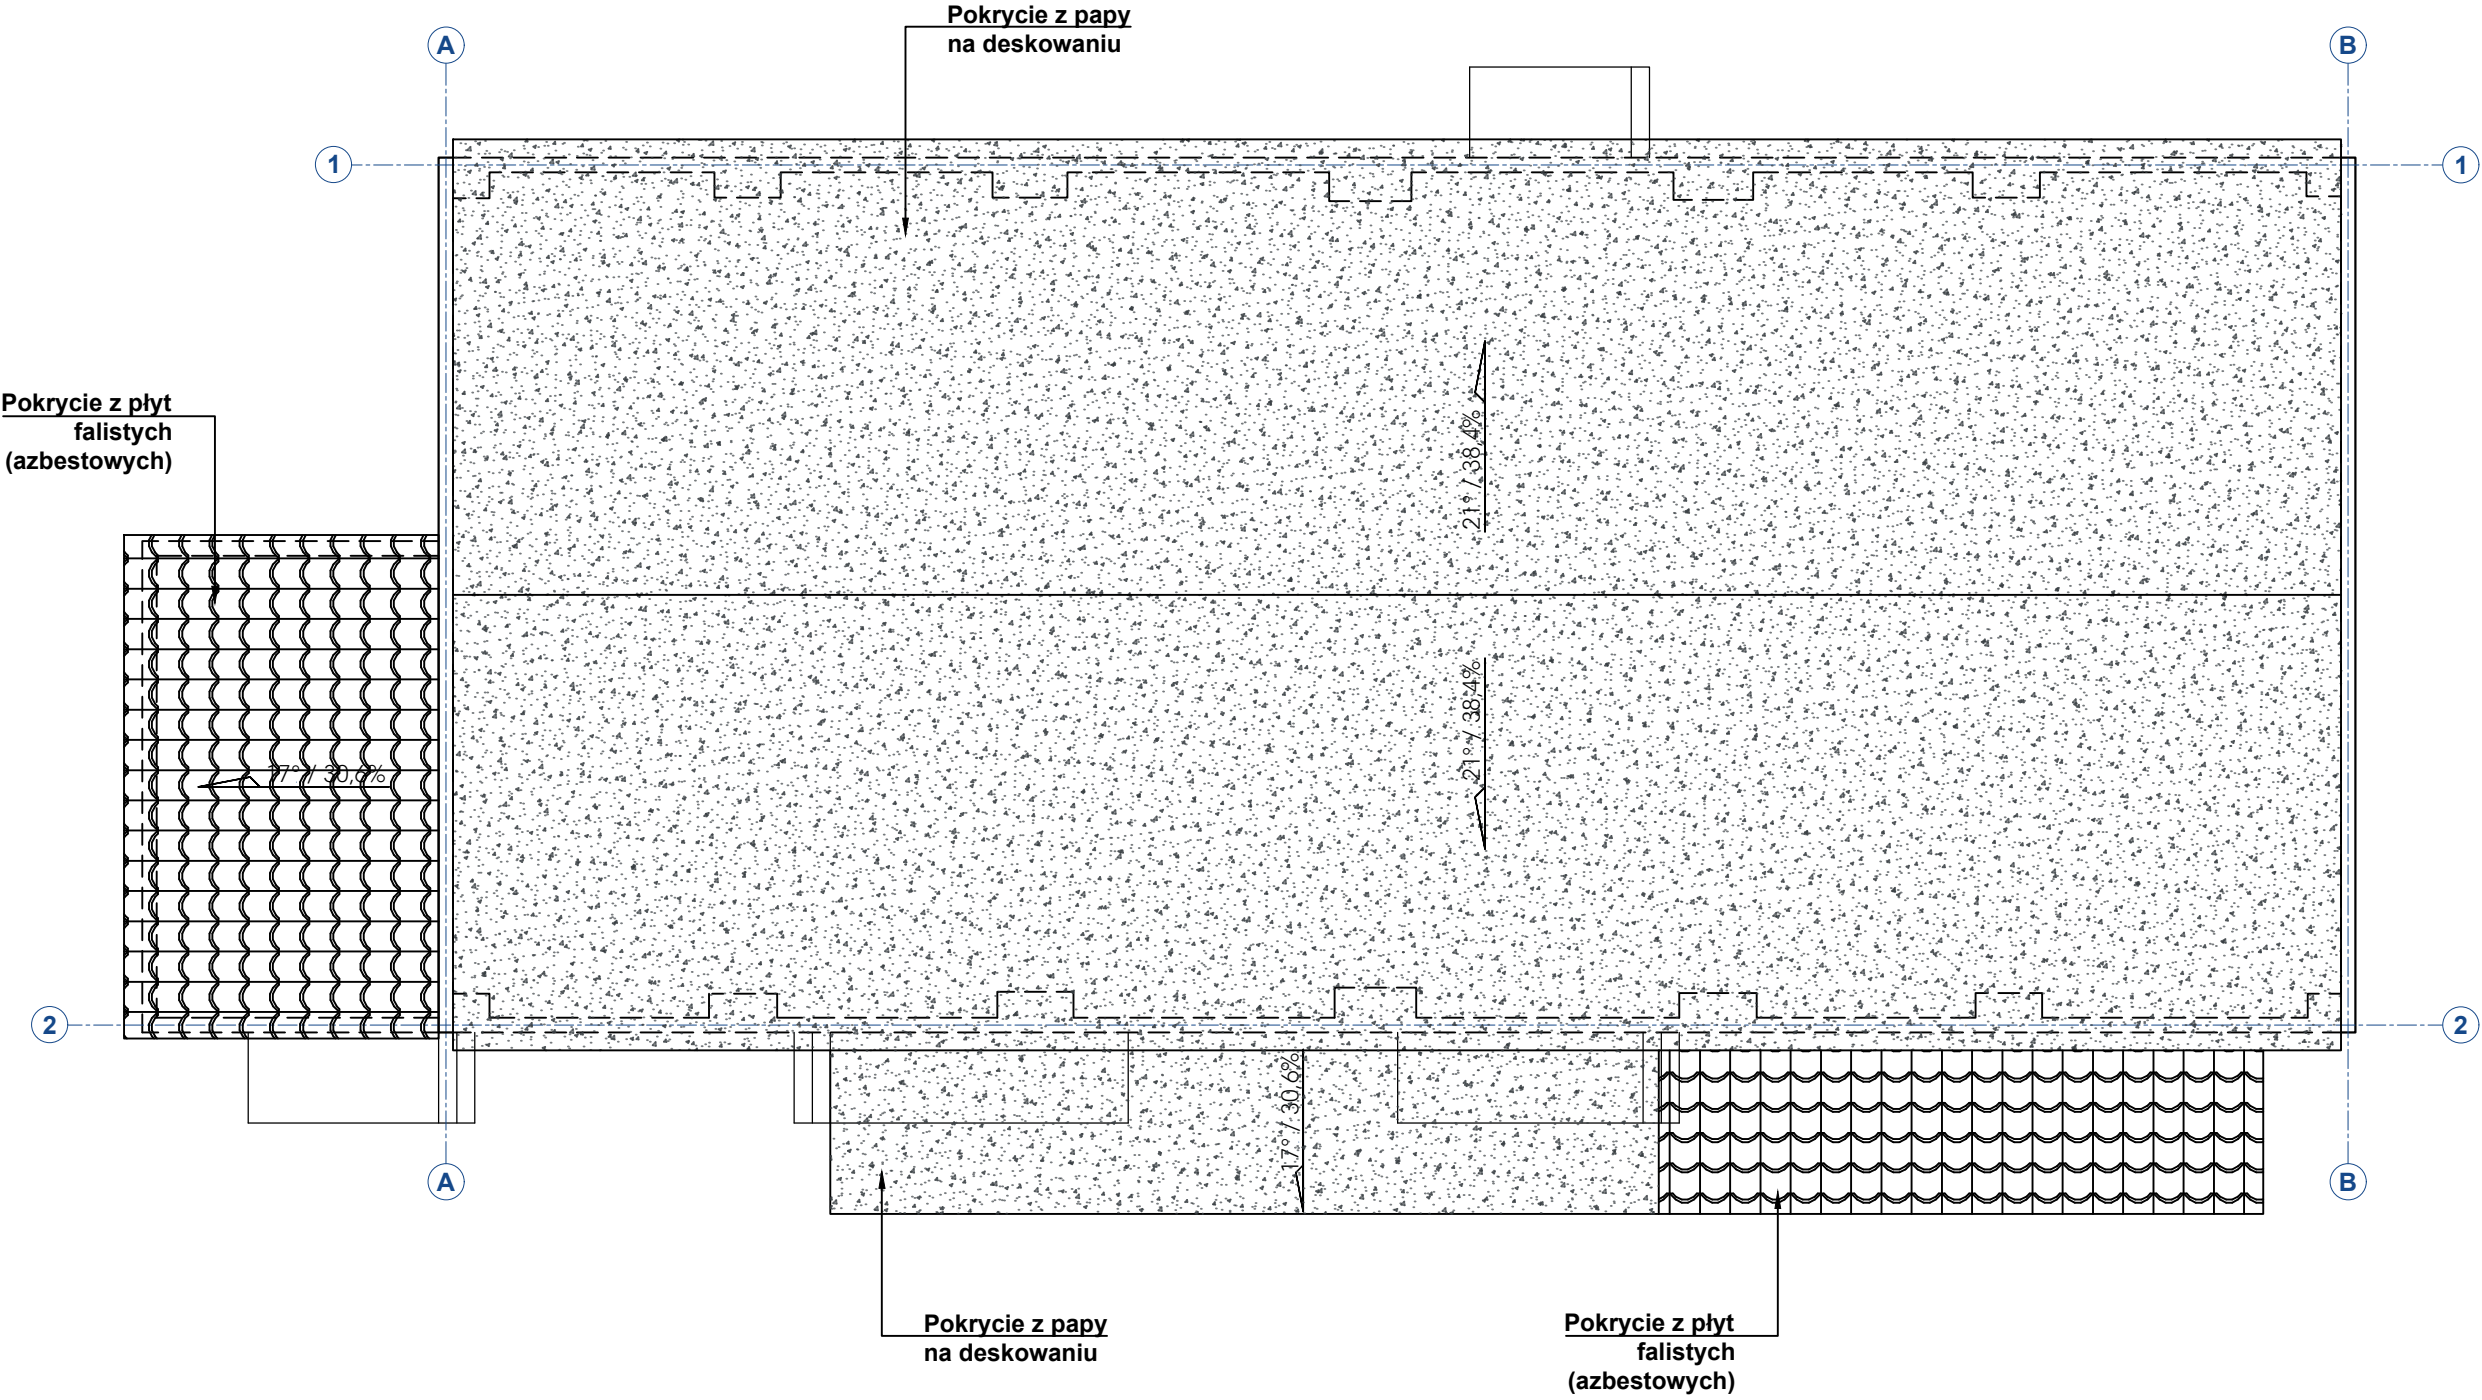 Pokrycie z papy
na deskowaniu
A
B
1
1
21° / 38,4%
Pokrycie z płyt
falistych
(azbestowych)
21° / 38,4%
17° / 30,6%
2
2
17° / 30,6%
A
B
Pokrycie z papy
na deskowaniu
Pokrycie z płyt
falistych
(azbestowych)